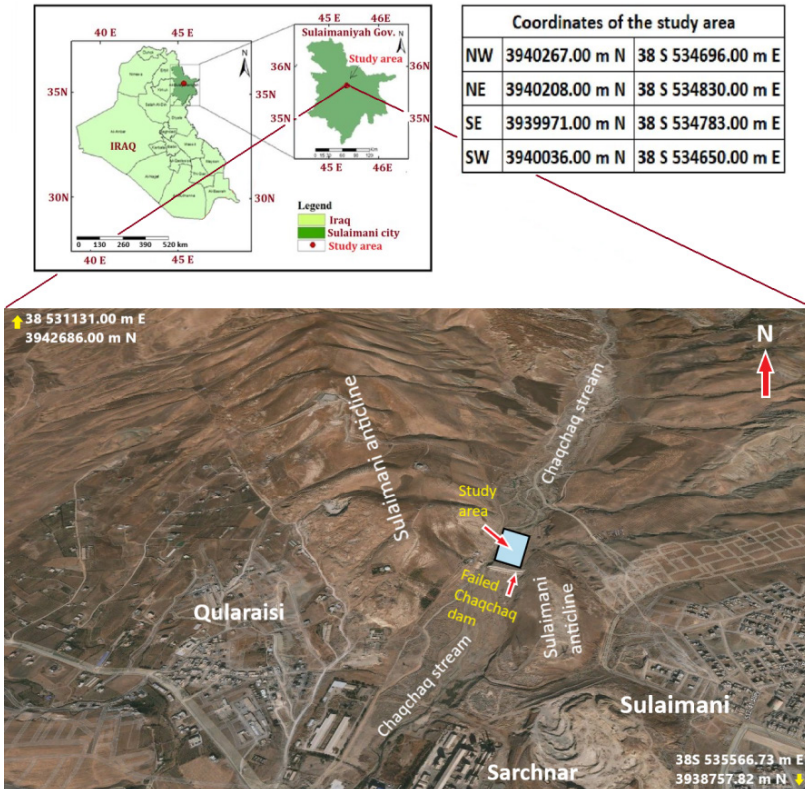 40 E
45 E
35N
30N
IRAQ
0 130 260 390 520 km
40 E
45 E
45 E
46E
Sulaimaniyah Gov.
Study area
36N
35N
36N
35N
45 E
46E
Legend
Iraq
Sulaimani city
Study area
Coordinates of the study area
NW 3940267.00 m N 38 S 534696.00 m E
NE 3940208.00 m N 38 S 534830.00 m E
SE 3939971.00 m N 38 S 534783.00 m E
SW 3940036.00 m N 38 S 534650.00 m E
38 531131.00 m E
3942686.00 m N
N
Chaqchaq stream
Sulaimani anticline
Study
area
Failed
Chaqchaq
dam
Sulaimani
anticline
Qularaisi
Chaqchaq stream
Sulaimani
Sarchnar
38S 535566.73 m E
3938757.82 m N